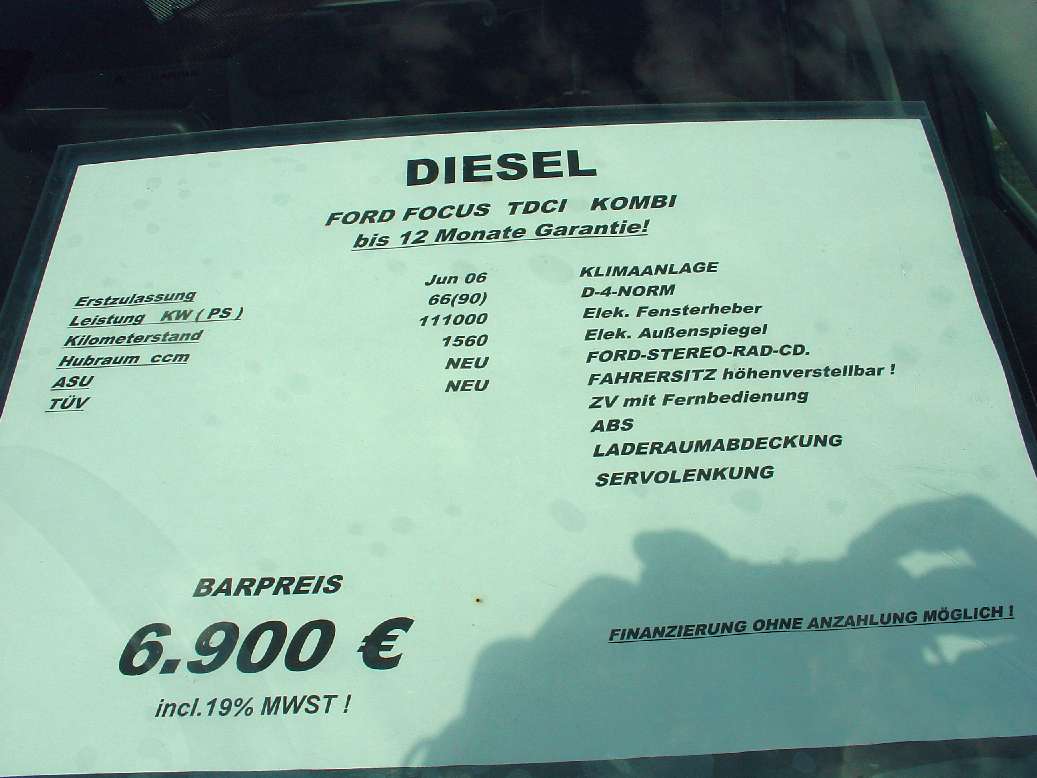 DIESEL
FORD FOCUS TDCI KOMBI
bis 12 Monate Garantie!
Erstzulassung Jun 06
Leistung KW ( PS ) 66(90)
Kilometerstand 111000
Hubraum ccm 1560
ASU NEU
TÜV NEU
KLIMAANLAGE
D-4-NORM
Elek. Fensterheber
Elek. Außenspiegel
FORD-STEREO-RAD-CD.
FAHRERSITZ höhenverstellbar !
ZV mit Fernbedienung
ABS
LADERAUMABDECKUNG
SERVOLENKUNG
BARPREIS
6.900 €
incl.19% MWST !
FINANZIERUNG OHNE ANZAHLUNG MÖGLICH !